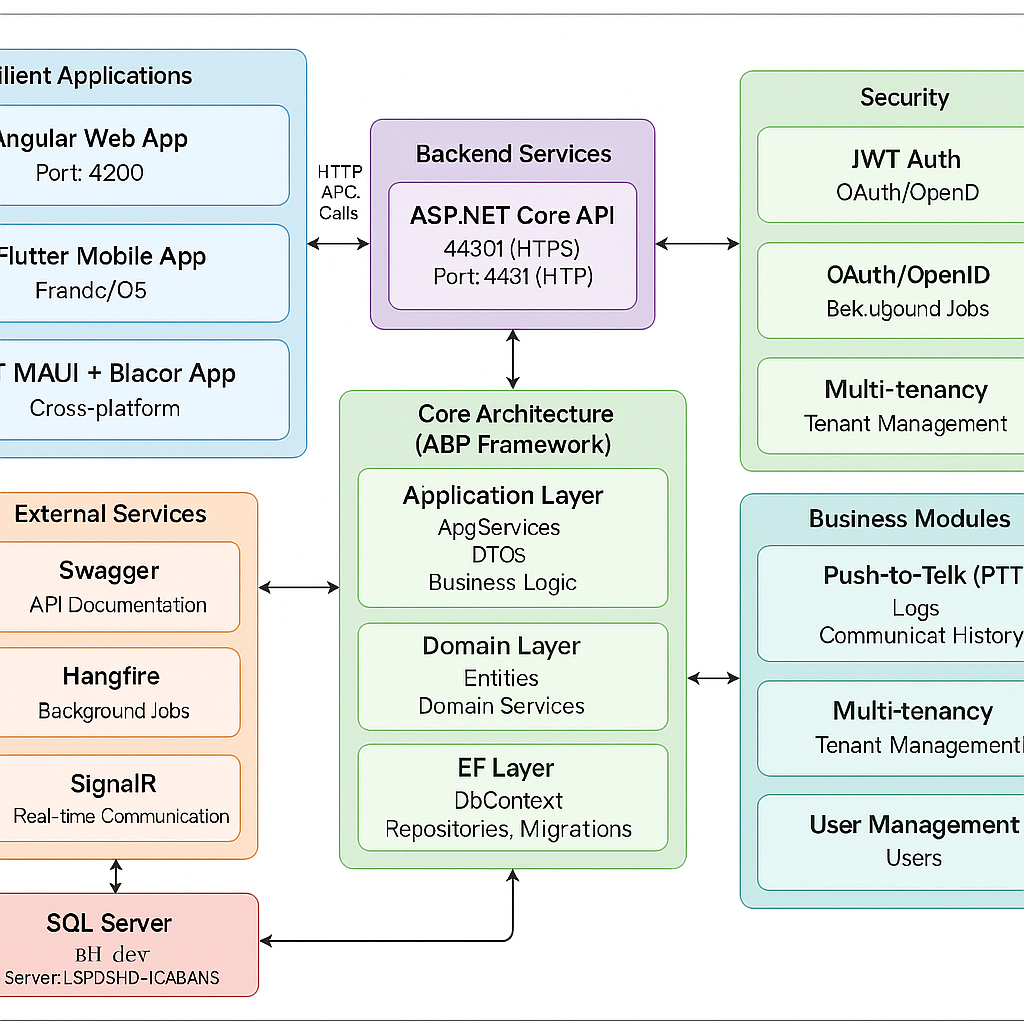 ilient Applications
Angular Web App
Port: 4200
Flutter Mobile App
Frandc/O5
T MAUI + Blacor App
Cross-platform
HTTP
APC.
Calls
Backend Services
ASP.NET Core API
44301 (HTPS)
Port: 4431 (HTP)
Security
JWT Auth
OAuth/OpenD
OAuth/OpenID
Bek.ugound Jobs
Multi-tenancy
Tenant Management
Core Architecture
(ABP Framework)
Application Layer
ApgServices
DTOS
Business Logic
Domain Layer
Entities
Domain Services
EF Layer
DbContext
Repositories, Migrations
External Services
Swagger
API Documentation
Hangfire
Background Jobs
SignalR
Real-time Communication
SQL Server
BH dev
Server: LSPDSHD-ICABANS
Business Modules
Push-to-Telk (PTT
Logs
Communicat History
Multi-tenancy
Tenant Management
User Management
Users